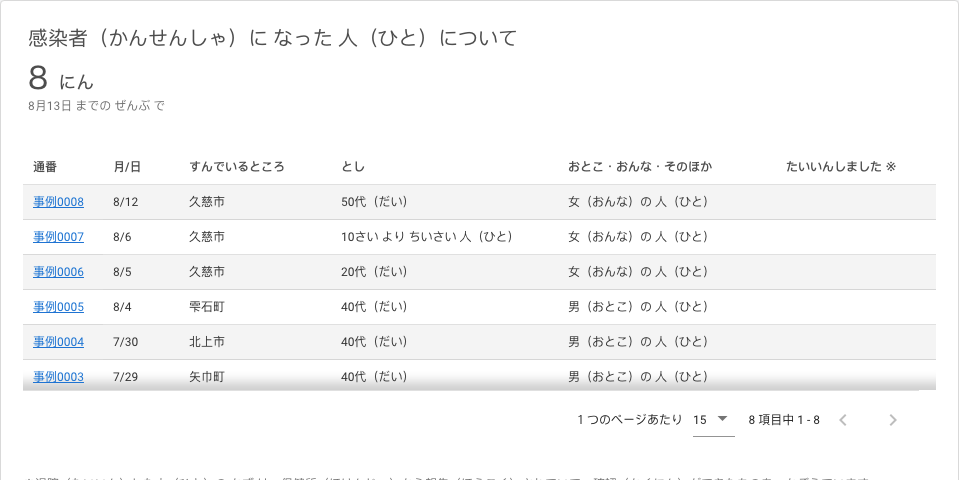 感染者（かんせんしゃ）に なった 人（ひと）について
8 にん
8月13日 までの ぜんぶ で
通番 月/日 すんでいるところ とし おとこ・おんな・そのほか たいいんしました ※
事例0008 8/12 久慈市 50代（だい） 女（おんな）の 人（ひと）
事例0007 8/6 久慈市 10さい より ちいさい 人（ひと） 女（おんな）の 人（ひと）
事例0006 8/5 久慈市 20代（だい） 女（おんな）の 人（ひと）
事例0005 8/4 雫石町 40代（だい） 男（おとこ）の 人（ひと）
事例0004 7/30 北上市 40代（だい） 男（おとこ）の 人（ひと）
事例0003 7/29 矢巾町 40代（だい） 男（おとこ）の 人（ひと）
1 つのページあたり 15 8 項目中 1 - 8